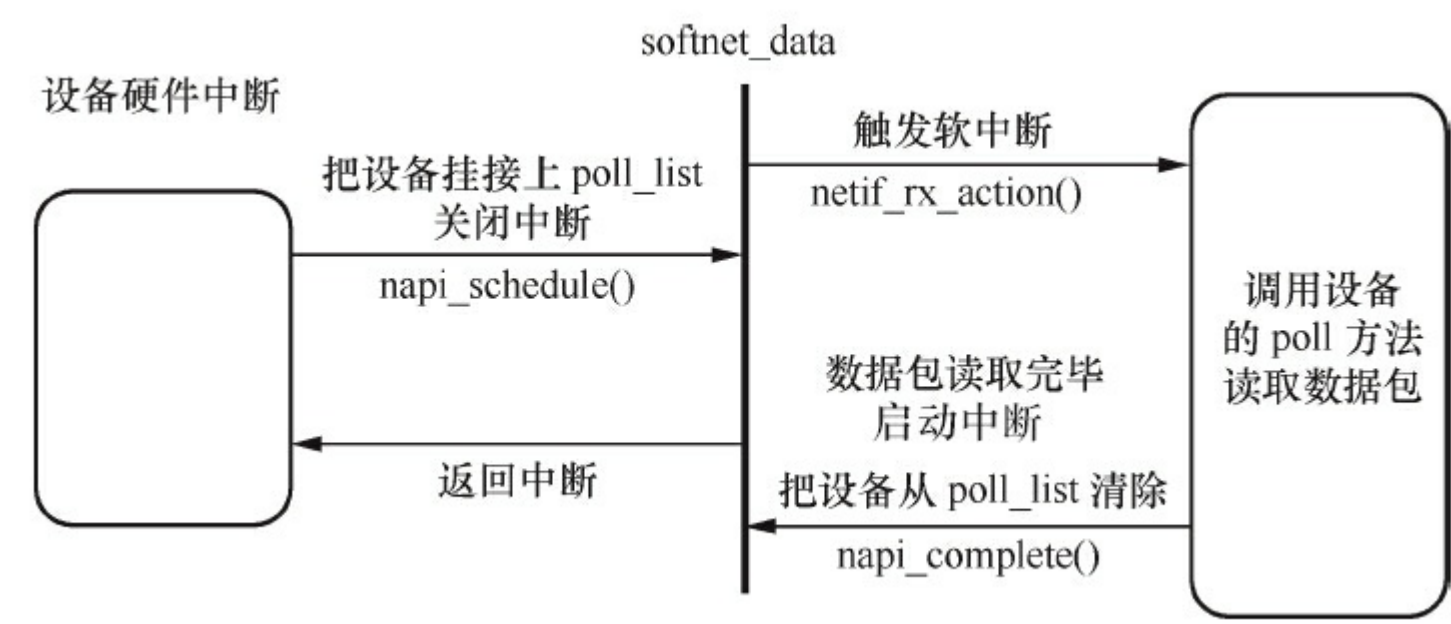 softnet_data
设备硬件中断
把设备挂接上 poll_list
关闭中断
napi_schedule()
返回中断
触发软中断
netif_rx_action()
数据包读取完毕
启动中断
把设备从 poll_list 清除
napi_complete()
调用设备
的 poll 方法
读取数据包